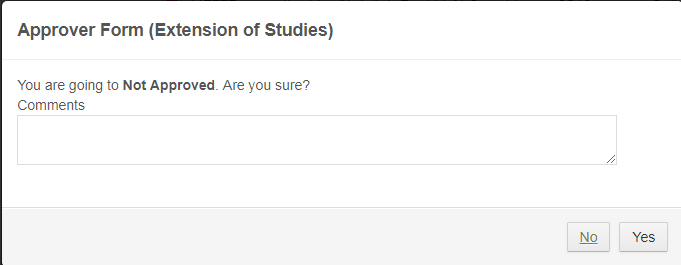 Approver Form (Extension of Studies)
You are going to Not Approved. Are you sure?
Comments
No
Yes